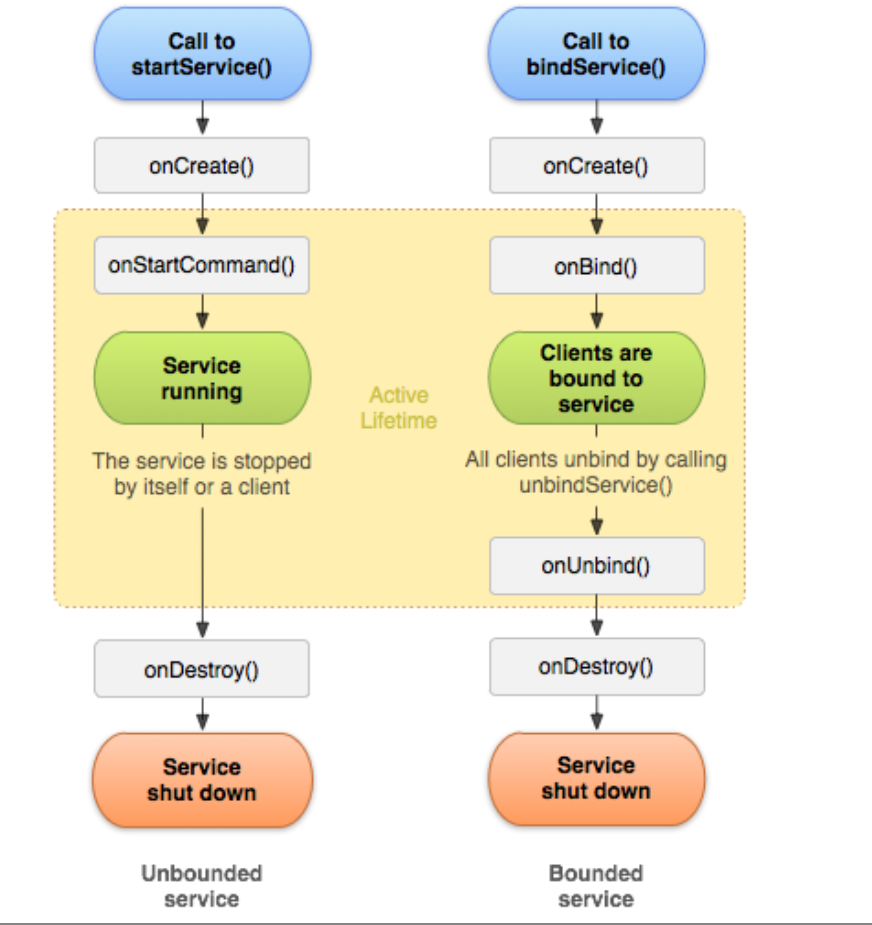 Call to
startService()
onCreate()
onStartCommand()
Service
running
The service is stopped
by itself or a client
onDestroy()
Service
shut down
Unbounded
service
Active
Lifetime
Call to
bindService()
onCreate()
onBind()
Clients are
bound to
service
All clients unbind by calling
unbindService()
onUnbind()
onDestroy()
Service
shut down
Bounded
service